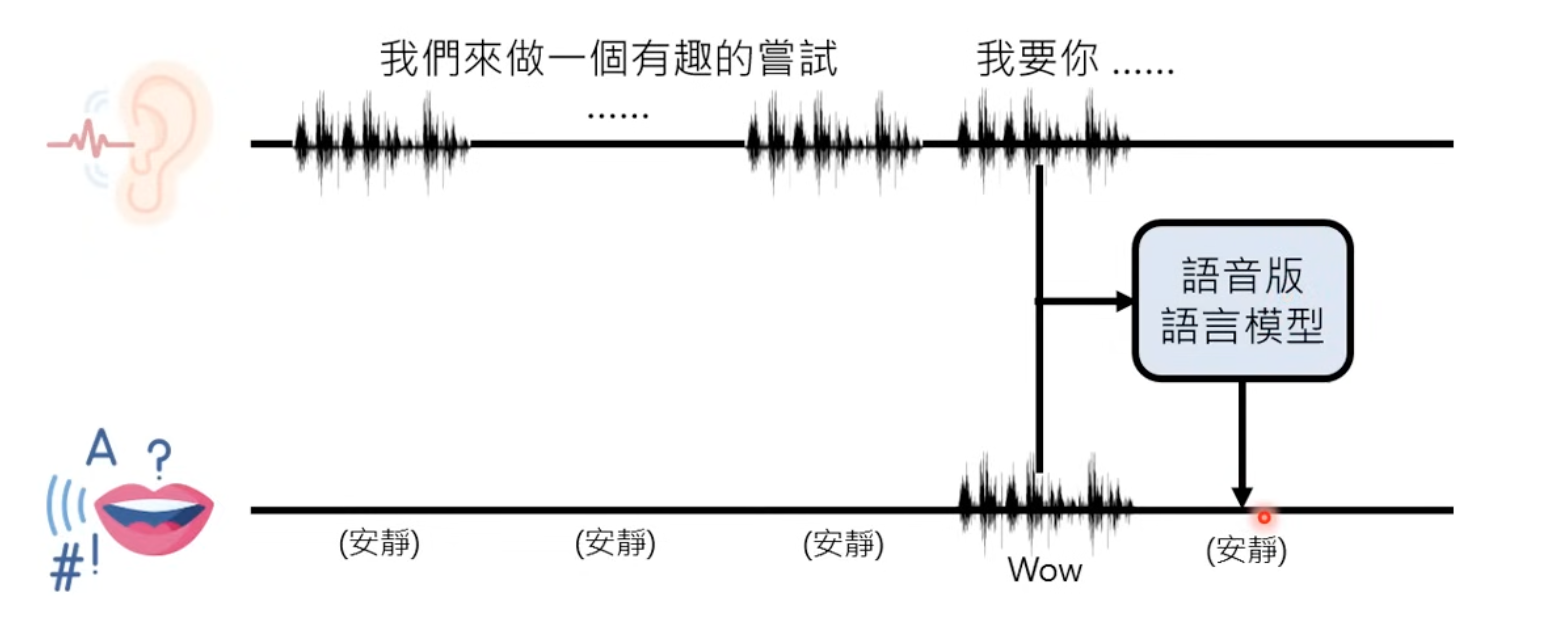 我們來做一個有趣的嘗試
我要你 ......
......
語音版
語言模型
A ?
#!
(安靜)
(安靜)
(安靜)
Wow
(安靜)